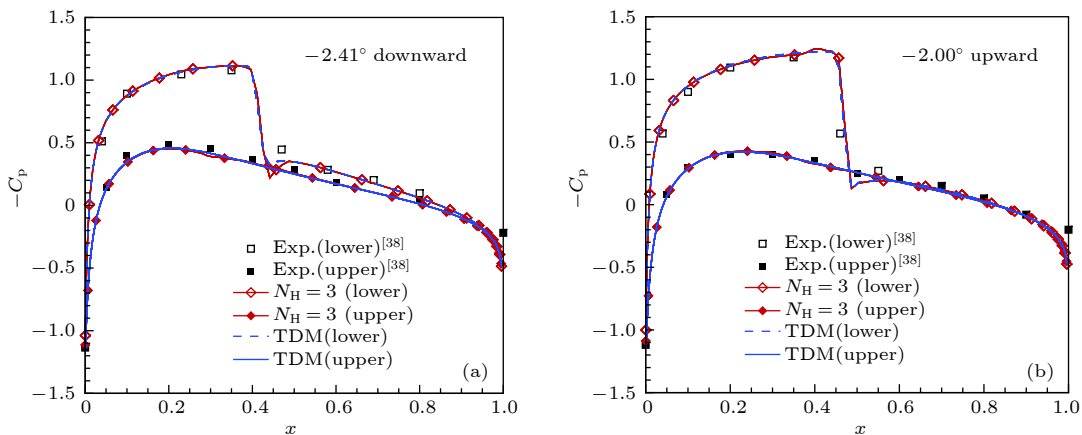 1.5
1.0
0.5
0
−0.5
−1.0
−1.5
−Cp
−2.41° downward
Exp.(lower)[38]
Exp.(upper)[38]
NH = 3 (lower)
NH = 3 (upper)
TDM(lower)
TDM(upper)
(a)
0 0.2 0.4 0.6 0.8 1.0
x
1.5
1.0
0.5
0
−0.5
−1.0
−1.5
−Cp
−2.00° upward
Exp.(lower)[38]
Exp.(upper)[38]
NH = 3 (lower)
NH = 3 (upper)
TDM(lower)
TDM(upper)
(b)
0 0.2 0.4 0.6 0.8 1.0
x